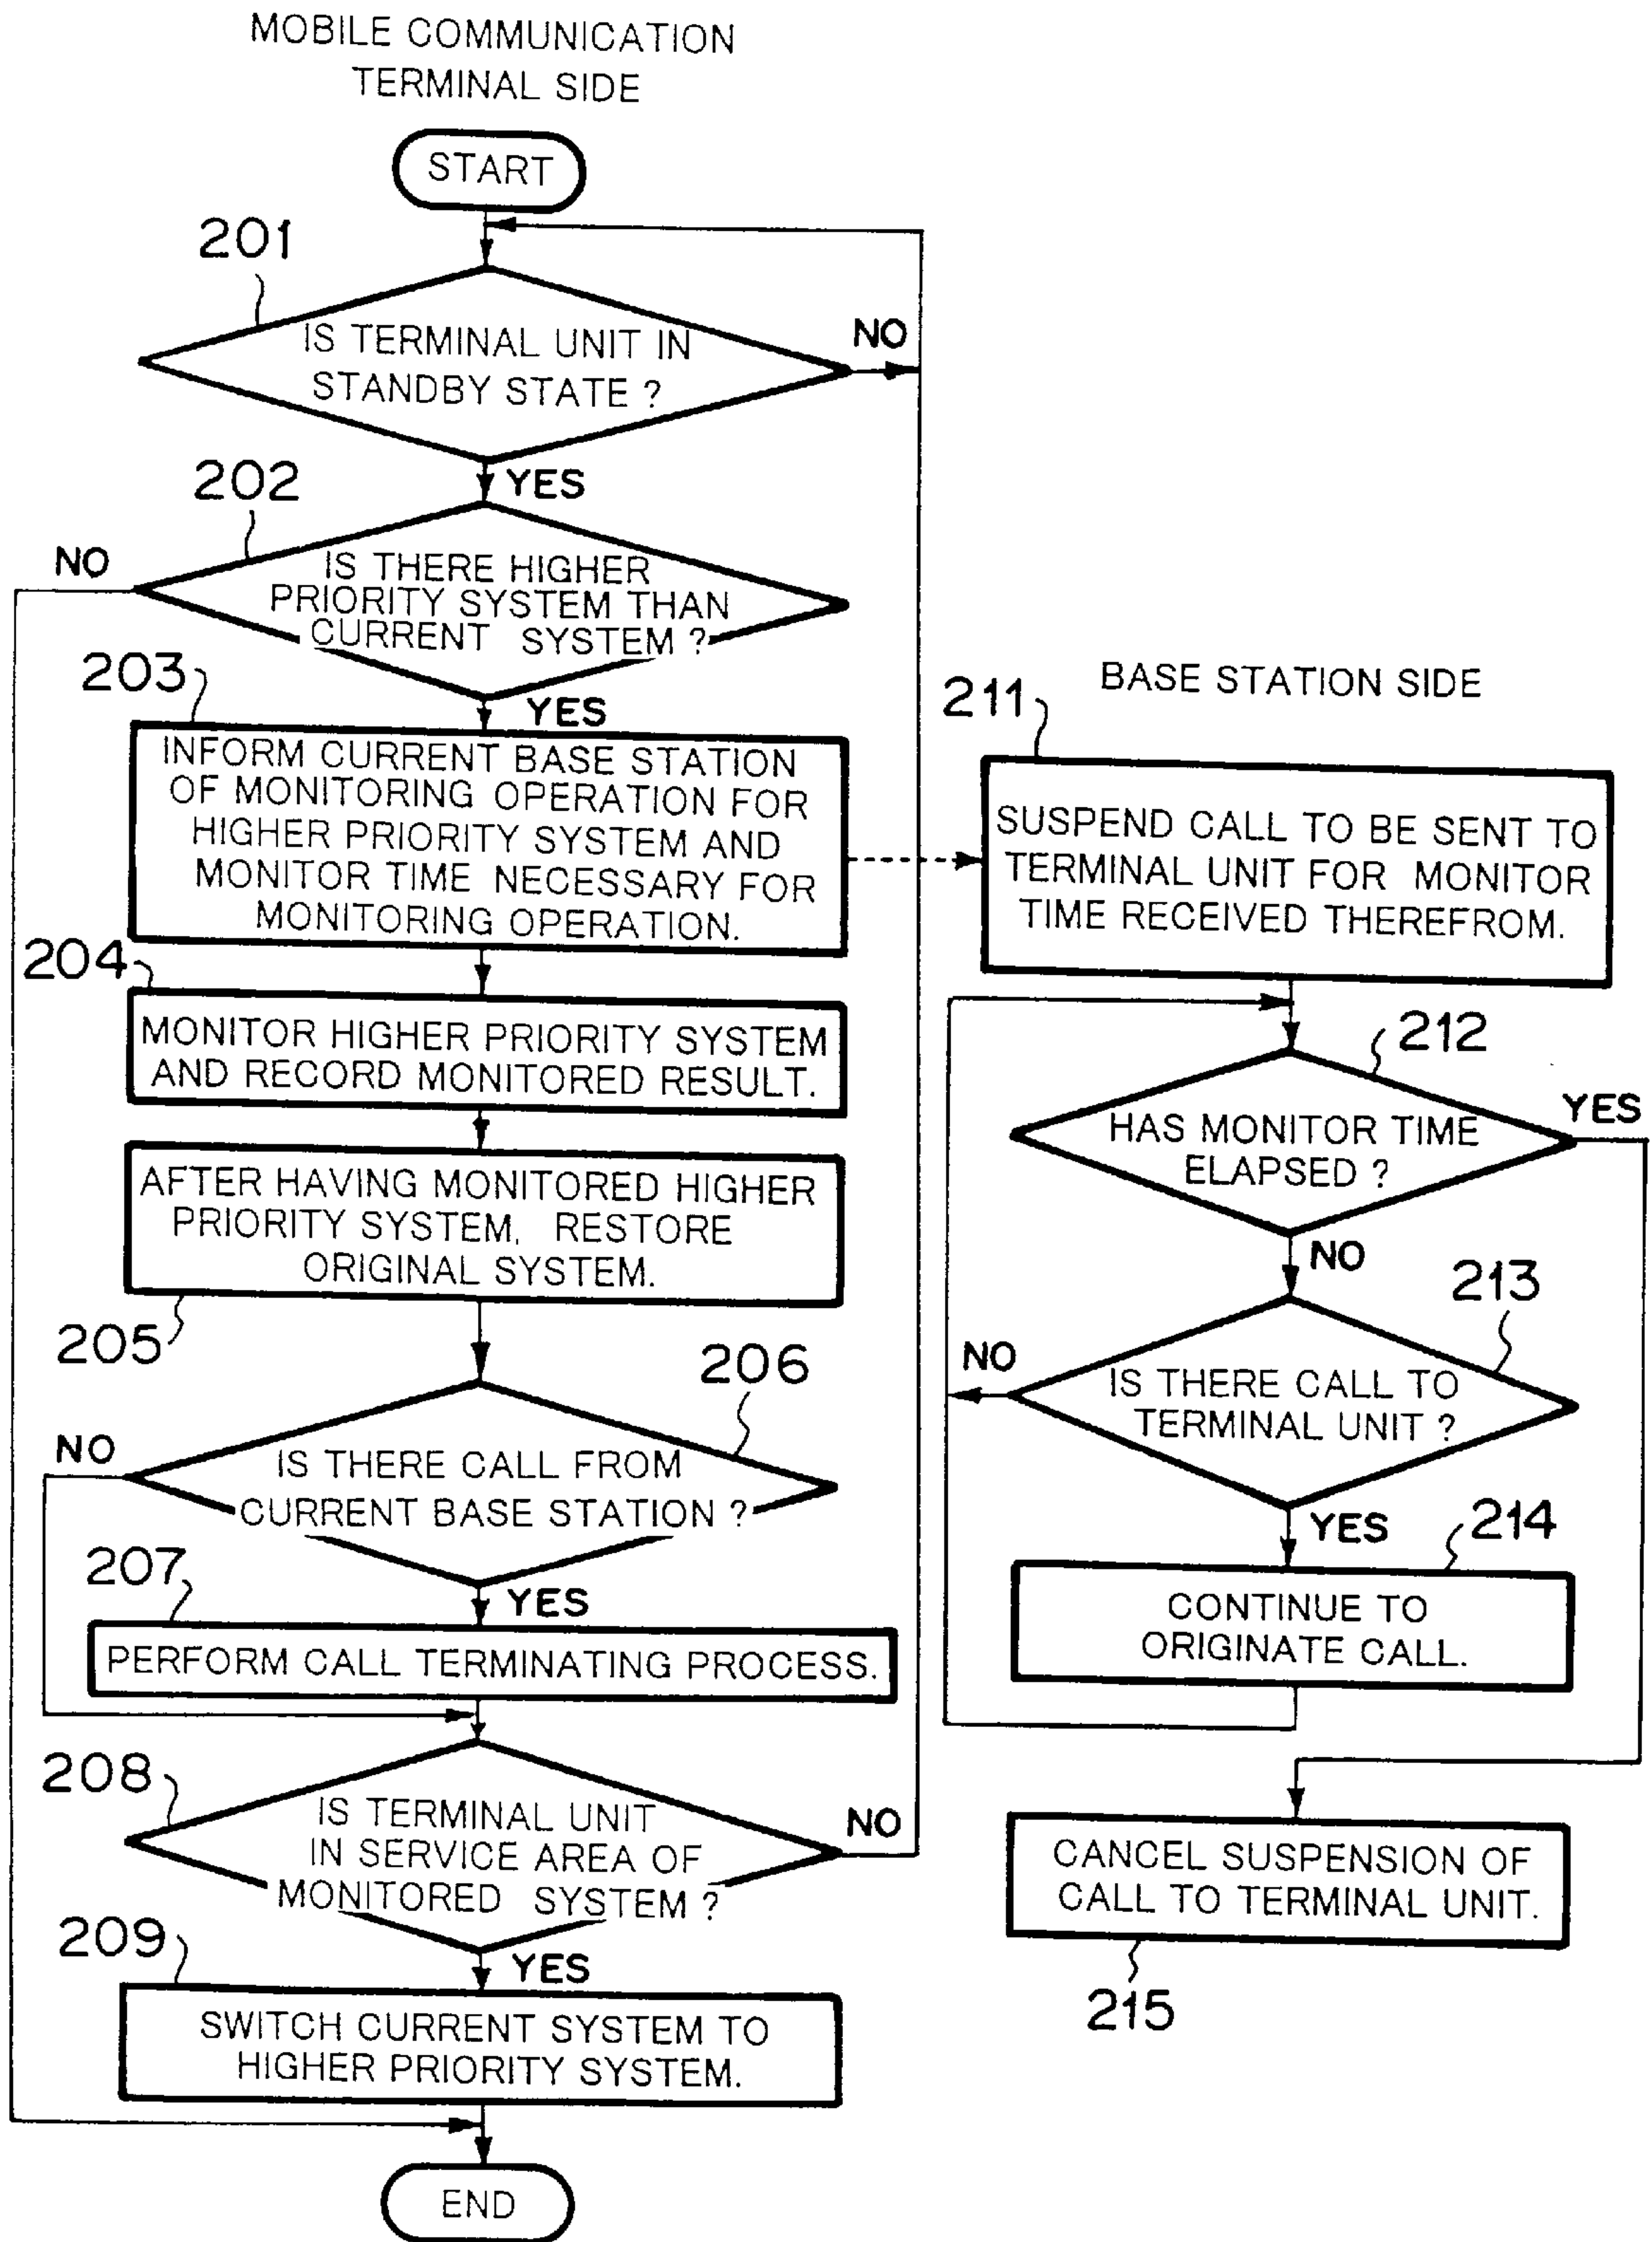 MOBILE COMMUNICATION
TERMINAL SIDE
START
201
IS TERMINAL UNIT IN
STANDBY STATE ?
NO
YES
202
NO
IS THERE HIGHER
PRIORITY SYSTEM THAN
CURRENT SYSTEM ?
YES
203
INFORM CURRENT BASE STATION
OF MONITORING OPERATION FOR
HIGHER PRIORITY SYSTEM AND
MONITOR TIME NECESSARY FOR
MONITORING OPERATION.
204
MONITOR HIGHER PRIORITY SYSTEM
AND RECORD MONITORED RESULT.
AFTER HAVING MONITORED HIGHER
PRIORITY SYSTEM, RESTORE
ORIGINAL SYSTEM.
205
206
NO
IS THERE CALL FROM
CURRENT BASE STATION ?
YES
207
PERFORM CALL TERMINATING PROCESS.
208
IS TERMINAL UNIT
IN SERVICE AREA OF
MONITORED SYSTEM ?
NO
YES
209
SWITCH CURRENT SYSTEM TO
HIGHER PRIORITY SYSTEM.
END
BASE STATION SIDE
211
SUSPEND CALL TO BE SENT TO
TERMINAL UNIT FOR MONITOR
TIME RECEIVED THEREFROM.
212
HAS MONITOR TIME
ELAPSED ?
YES
NO
213
NO
IS THERE CALL TO
TERMINAL UNIT ?
YES
214
CONTINUE TO
ORIGINATE CALL.
CANCEL SUSPENSION OF
CALL TO TERMINAL UNIT.
215